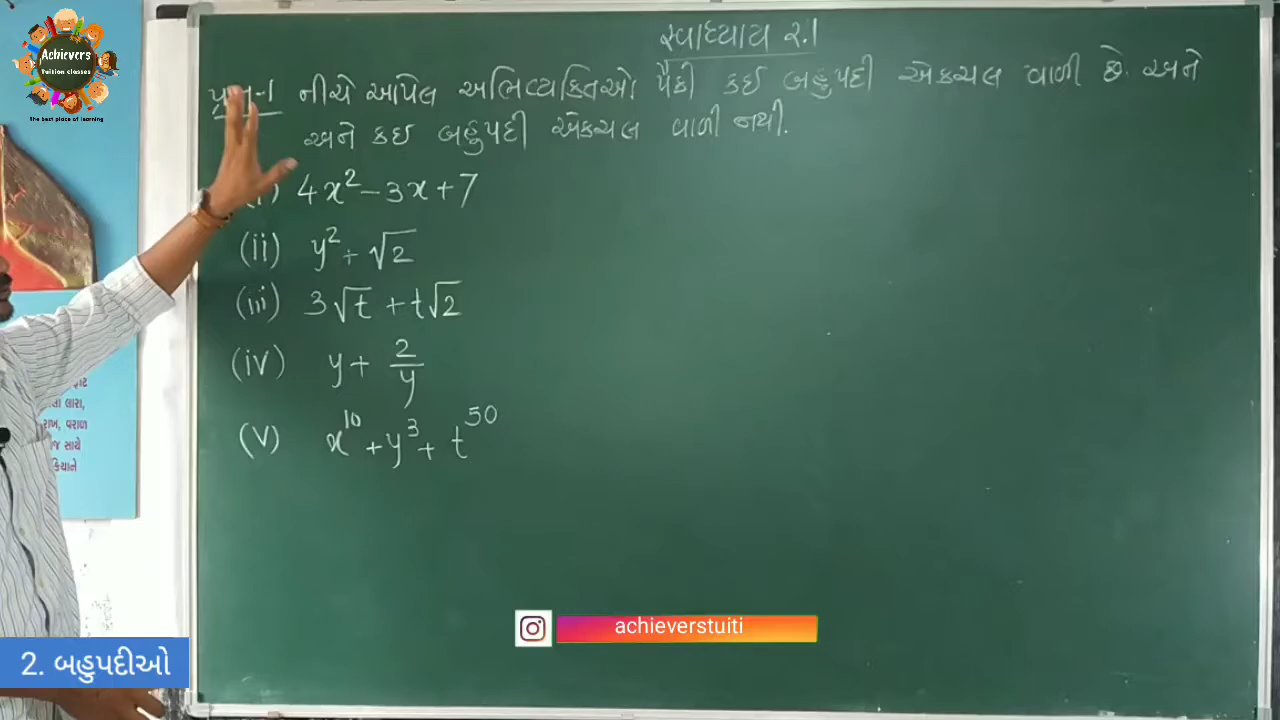 Achievers
Tuition classes
The best place of learning
સ્વાધ્યાય ૨.1
નીચે આપેલ અભિવ્યક્તિઓ પૈકી કઈ બહુપદી એકચલ વાળી છે. અને
અને કઈ બહુપદી એકચલ વાળી નથી.
(i) 4x² - 3x + 7
(ii) y² + √2
(iii) 3√t + t√2
(iv) y + 2/y
(v) x¹⁰ + y³ + t⁵⁰
લારા,
વરાળ
સાથે
achieverstuiti
2. બહુપદીઓ